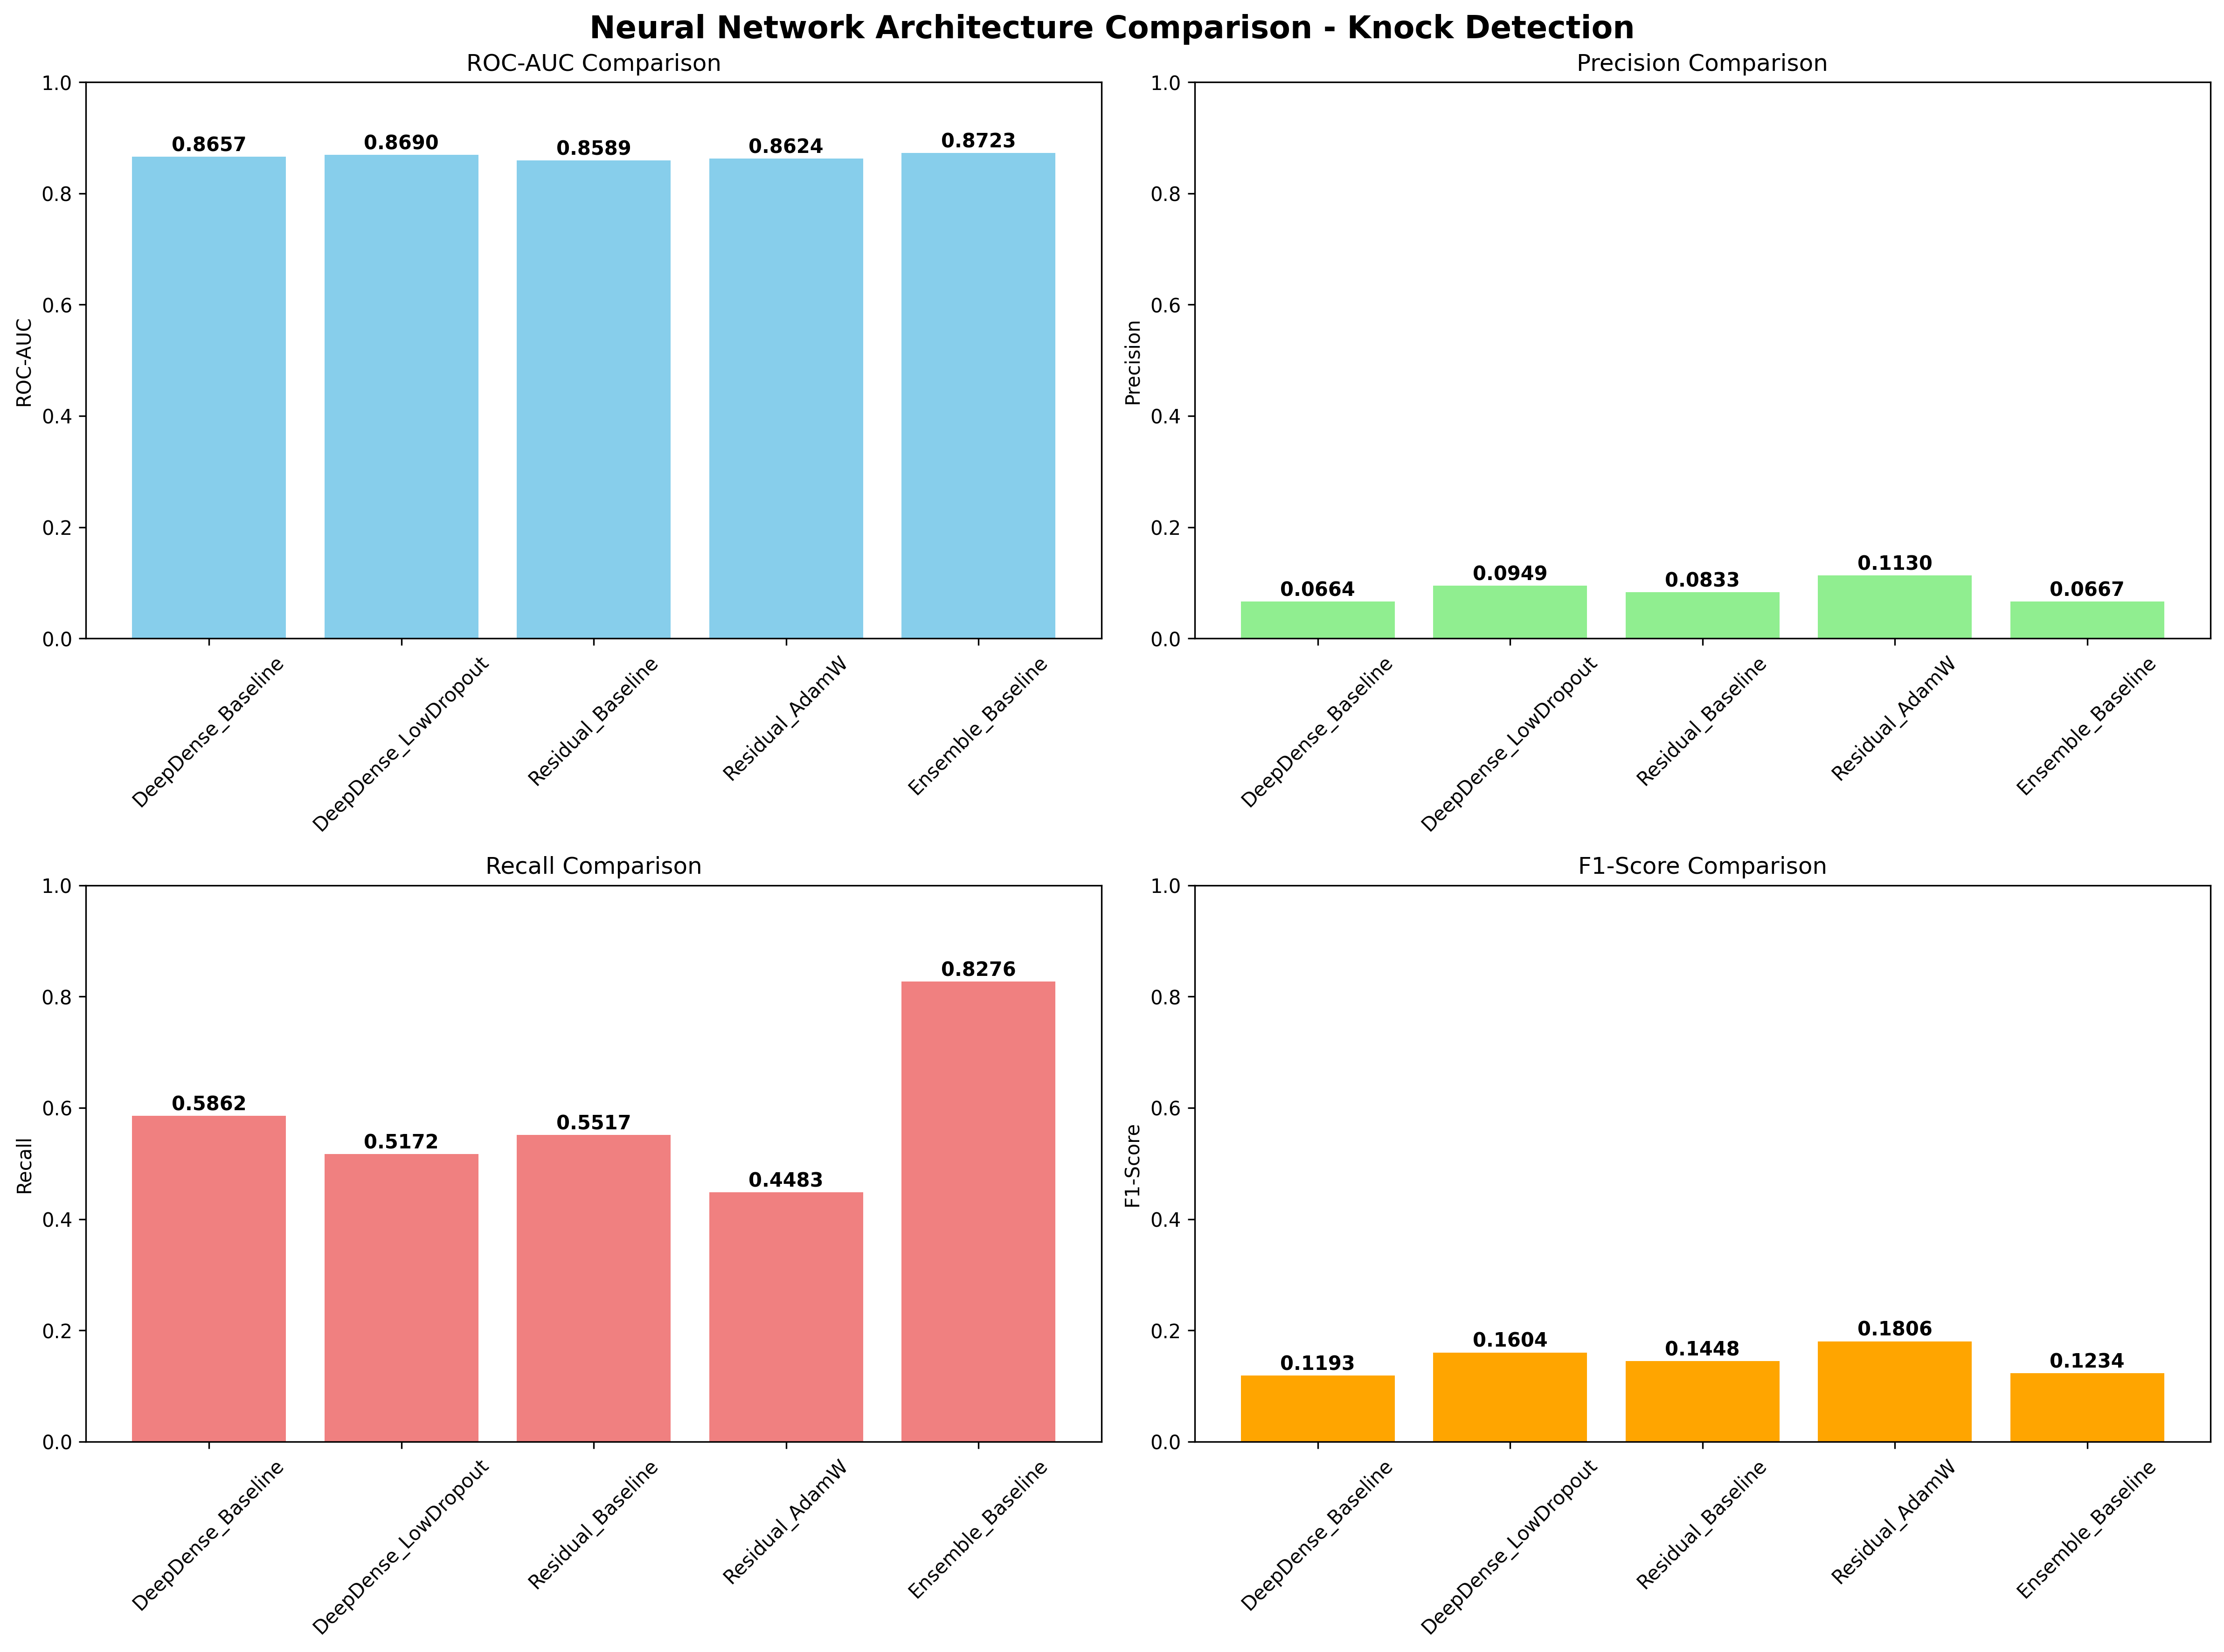 Neural Network Architecture Comparison - Knock Detection
ROC-AUC Comparison
ROC-AUC
1.0
0.8
0.6
0.4
0.2
0.0
0.8657
0.8690
0.8589
0.8624
0.8723
DeepDense_Baseline
DeepDense_LowDropout
Residual_Baseline
Residual_AdamW
Ensemble_Baseline
Precision Comparison
Precision
1.0
0.8
0.6
0.4
0.2
0.0
0.0664
0.0949
0.0833
0.1130
0.0667
DeepDense_Baseline
DeepDense_LowDropout
Residual_Baseline
Residual_AdamW
Ensemble_Baseline
Recall Comparison
Recall
1.0
0.8
0.6
0.4
0.2
0.0
0.5862
0.5172
0.5517
0.4483
0.8276
DeepDense_Baseline
DeepDense_LowDropout
Residual_Baseline
Residual_AdamW
Ensemble_Baseline
F1-Score Comparison
F1-Score
1.0
0.8
0.6
0.4
0.2
0.0
0.1193
0.1604
0.1448
0.1806
0.1234
DeepDense_Baseline
DeepDense_LowDropout
Residual_Baseline
Residual_AdamW
Ensemble_Baseline